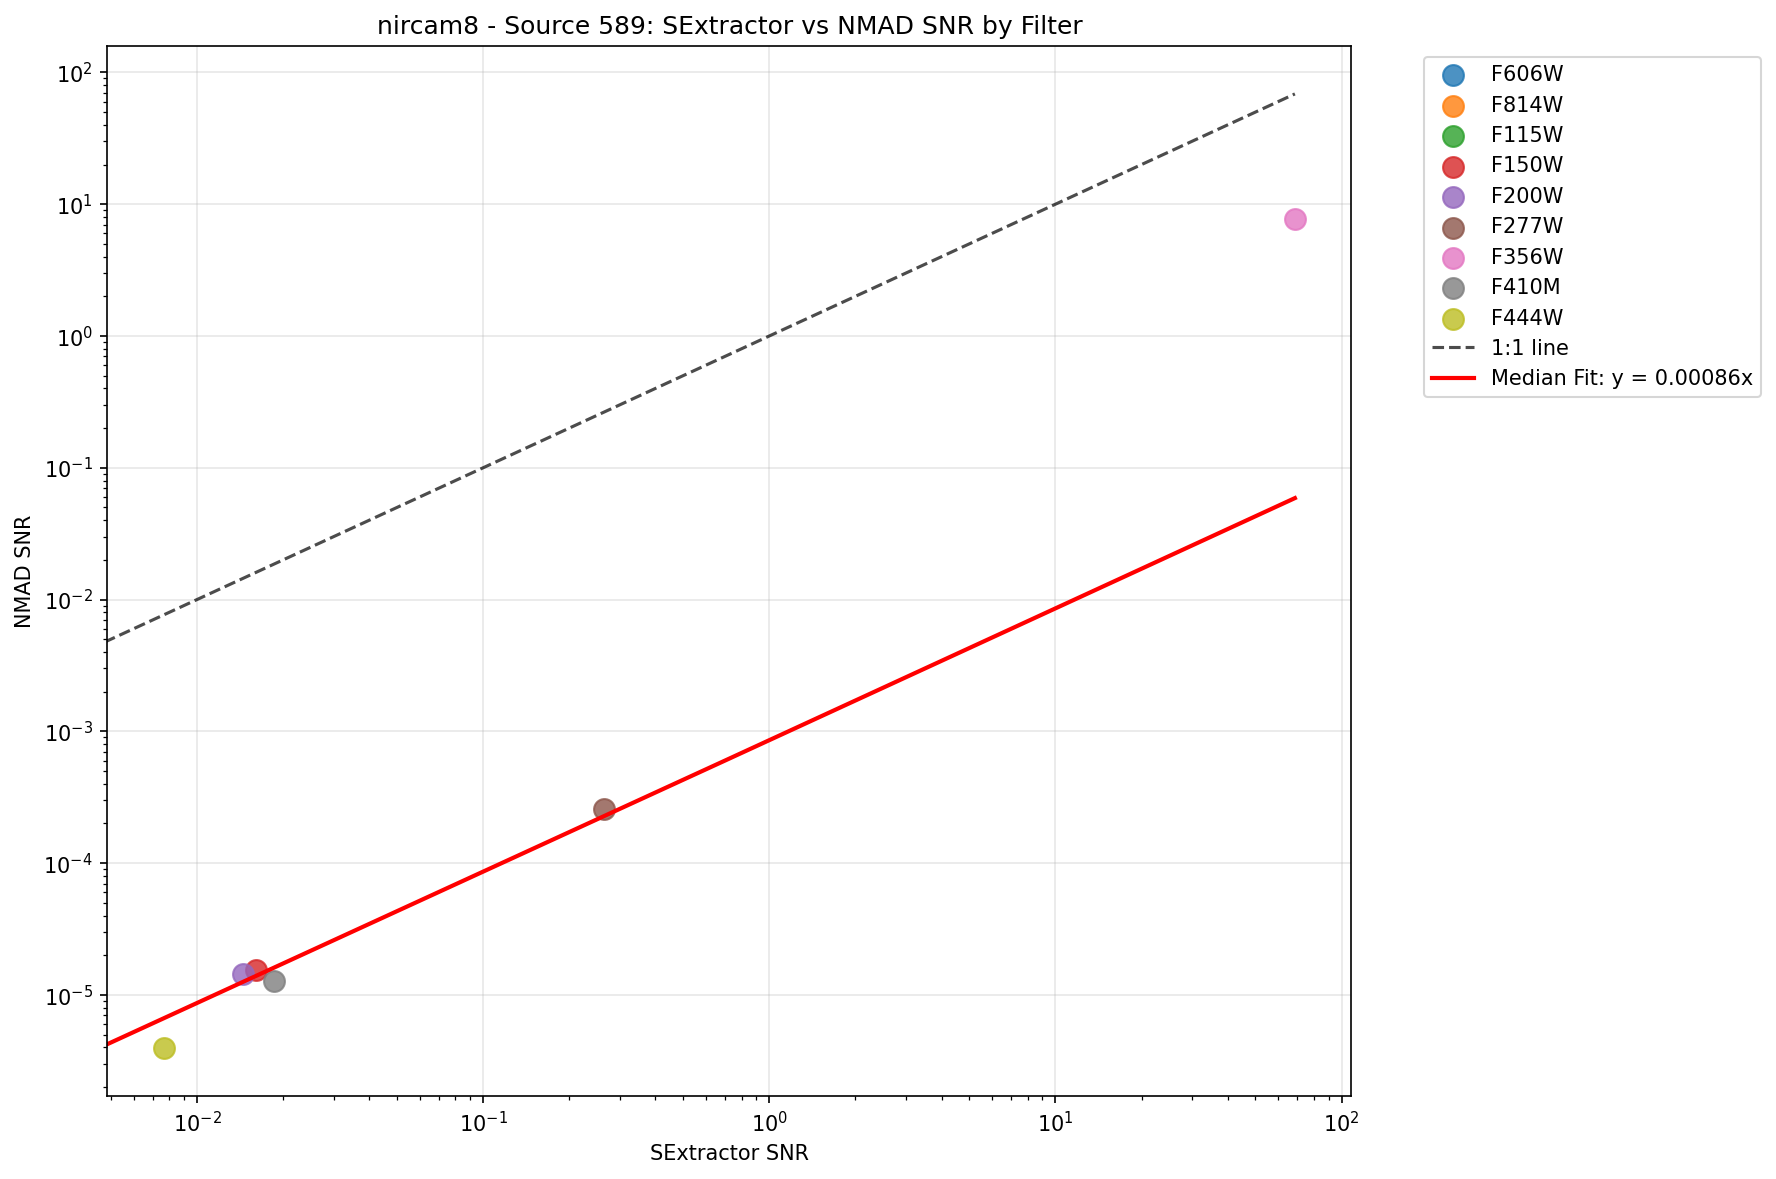 nircam8 - Source 589: SExtractor vs NMAD SNR by Filter
10²
10¹
10⁰
10⁻¹
10⁻²
10⁻³
10⁻⁴
10⁻⁵
NMAD SNR
10⁻²
10⁻¹
10⁰
10¹
10²
SExtractor SNR
F606W
F814W
F115W
F150W
F200W
F277W
F356W
F410M
F444W
1:1 line
Median Fit: y = 0.00086x